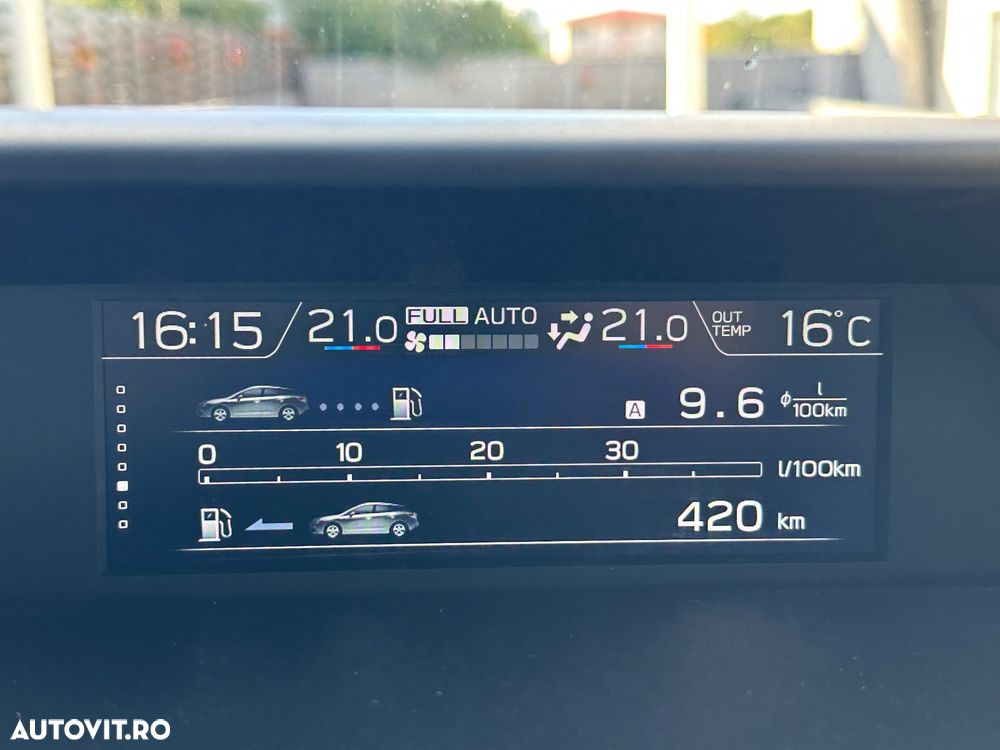 16:15 21.0 FULL AUTO 21.0 OUT TEMP 16°C
A 9.6 ϕ l/100km
0 10 20 30 l/100km
420 km
AUTOVIT.RO